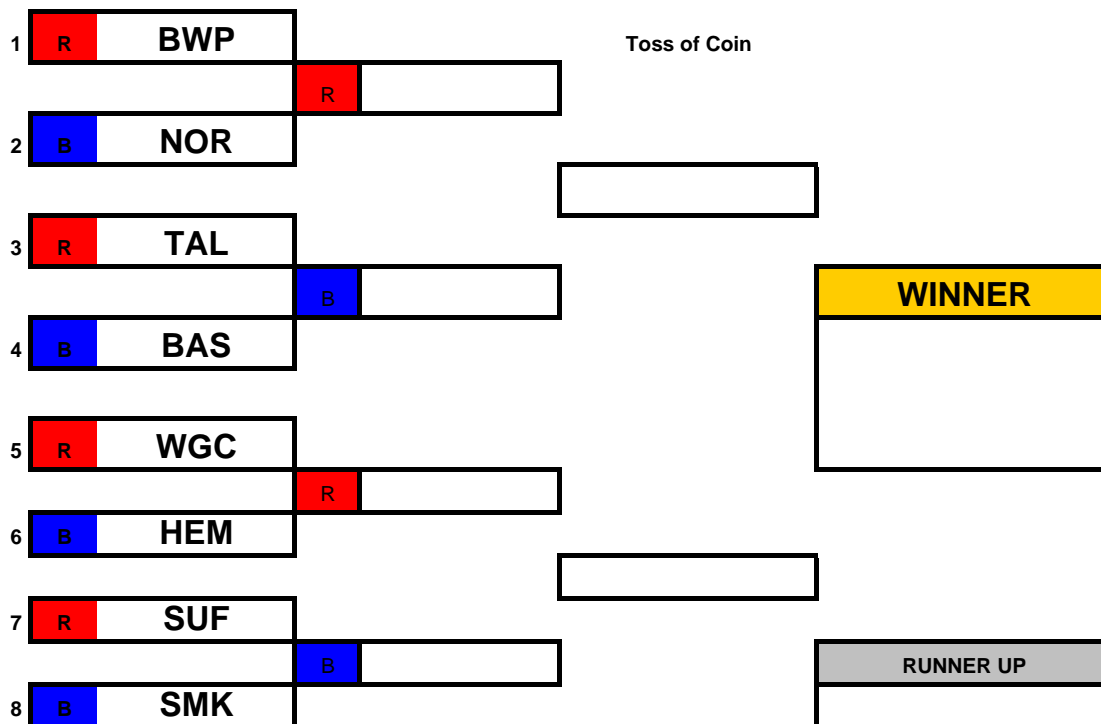 1 R BWP Toss of Coin
R
2 B NOR
3 R TAL
B WINNER
4 B BAS
5 R WGC
R
6 B HEM
7 R SUF
B RUNNER UP
8 B SMK